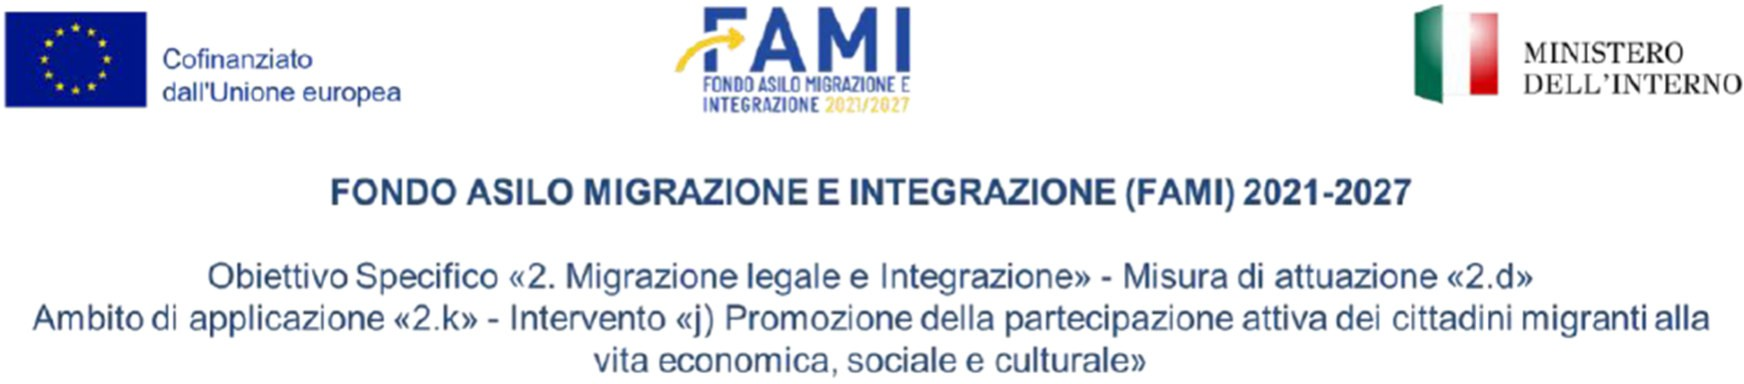 Cofinanziato
dall'Unione europea
FAMI
FONDO ASILO MIGRAZIONE E
INTEGRAZIONE 2021/2027
MINISTERO
DELL'INTERNO
FONDO ASILO MIGRAZIONE E INTEGRAZIONE (FAMI) 2021-2027
Obiettivo Specifico «2. Migrazione legale e Integrazione» - Misura di attuazione «2.d»
Ambito di applicazione «2.k» - Intervento «j) Promozione della partecipazione attiva dei cittadini migranti alla
vita economica, sociale e culturale»